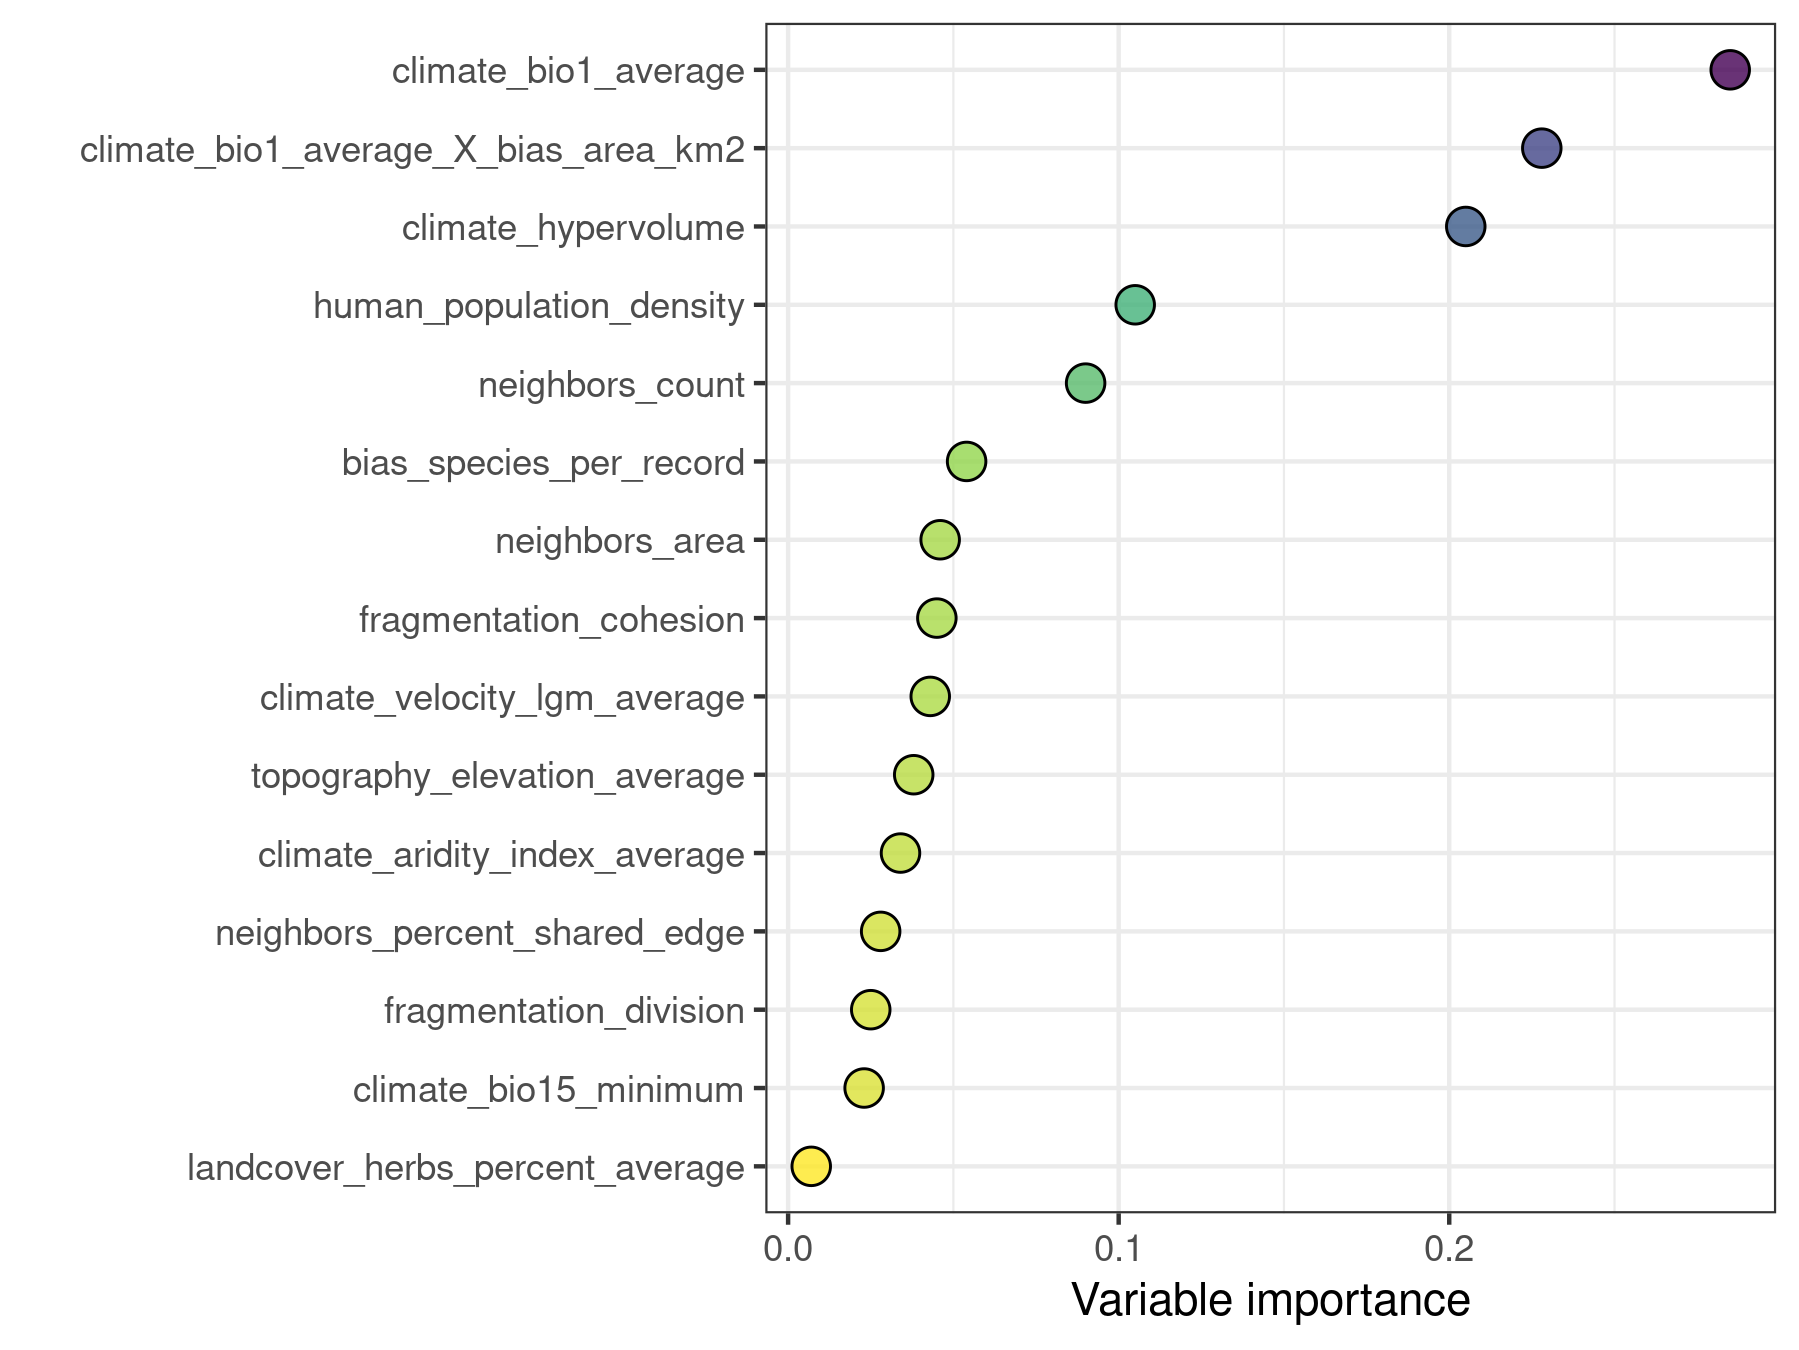 climate_bio1_average
climate_bio1_average_X_bias_area_km2
climate_hypervolume
human_population_density
neighbors_count
bias_species_per_record
neighbors_area
fragmentation_cohesion
climate_velocity_lgm_average
topography_elevation_average
climate_aridity_index_average
neighbors_percent_shared_edge
fragmentation_division
climate_bio15_minimum
landcover_herbs_percent_average
0.0 0.1 0.2
Variable importance